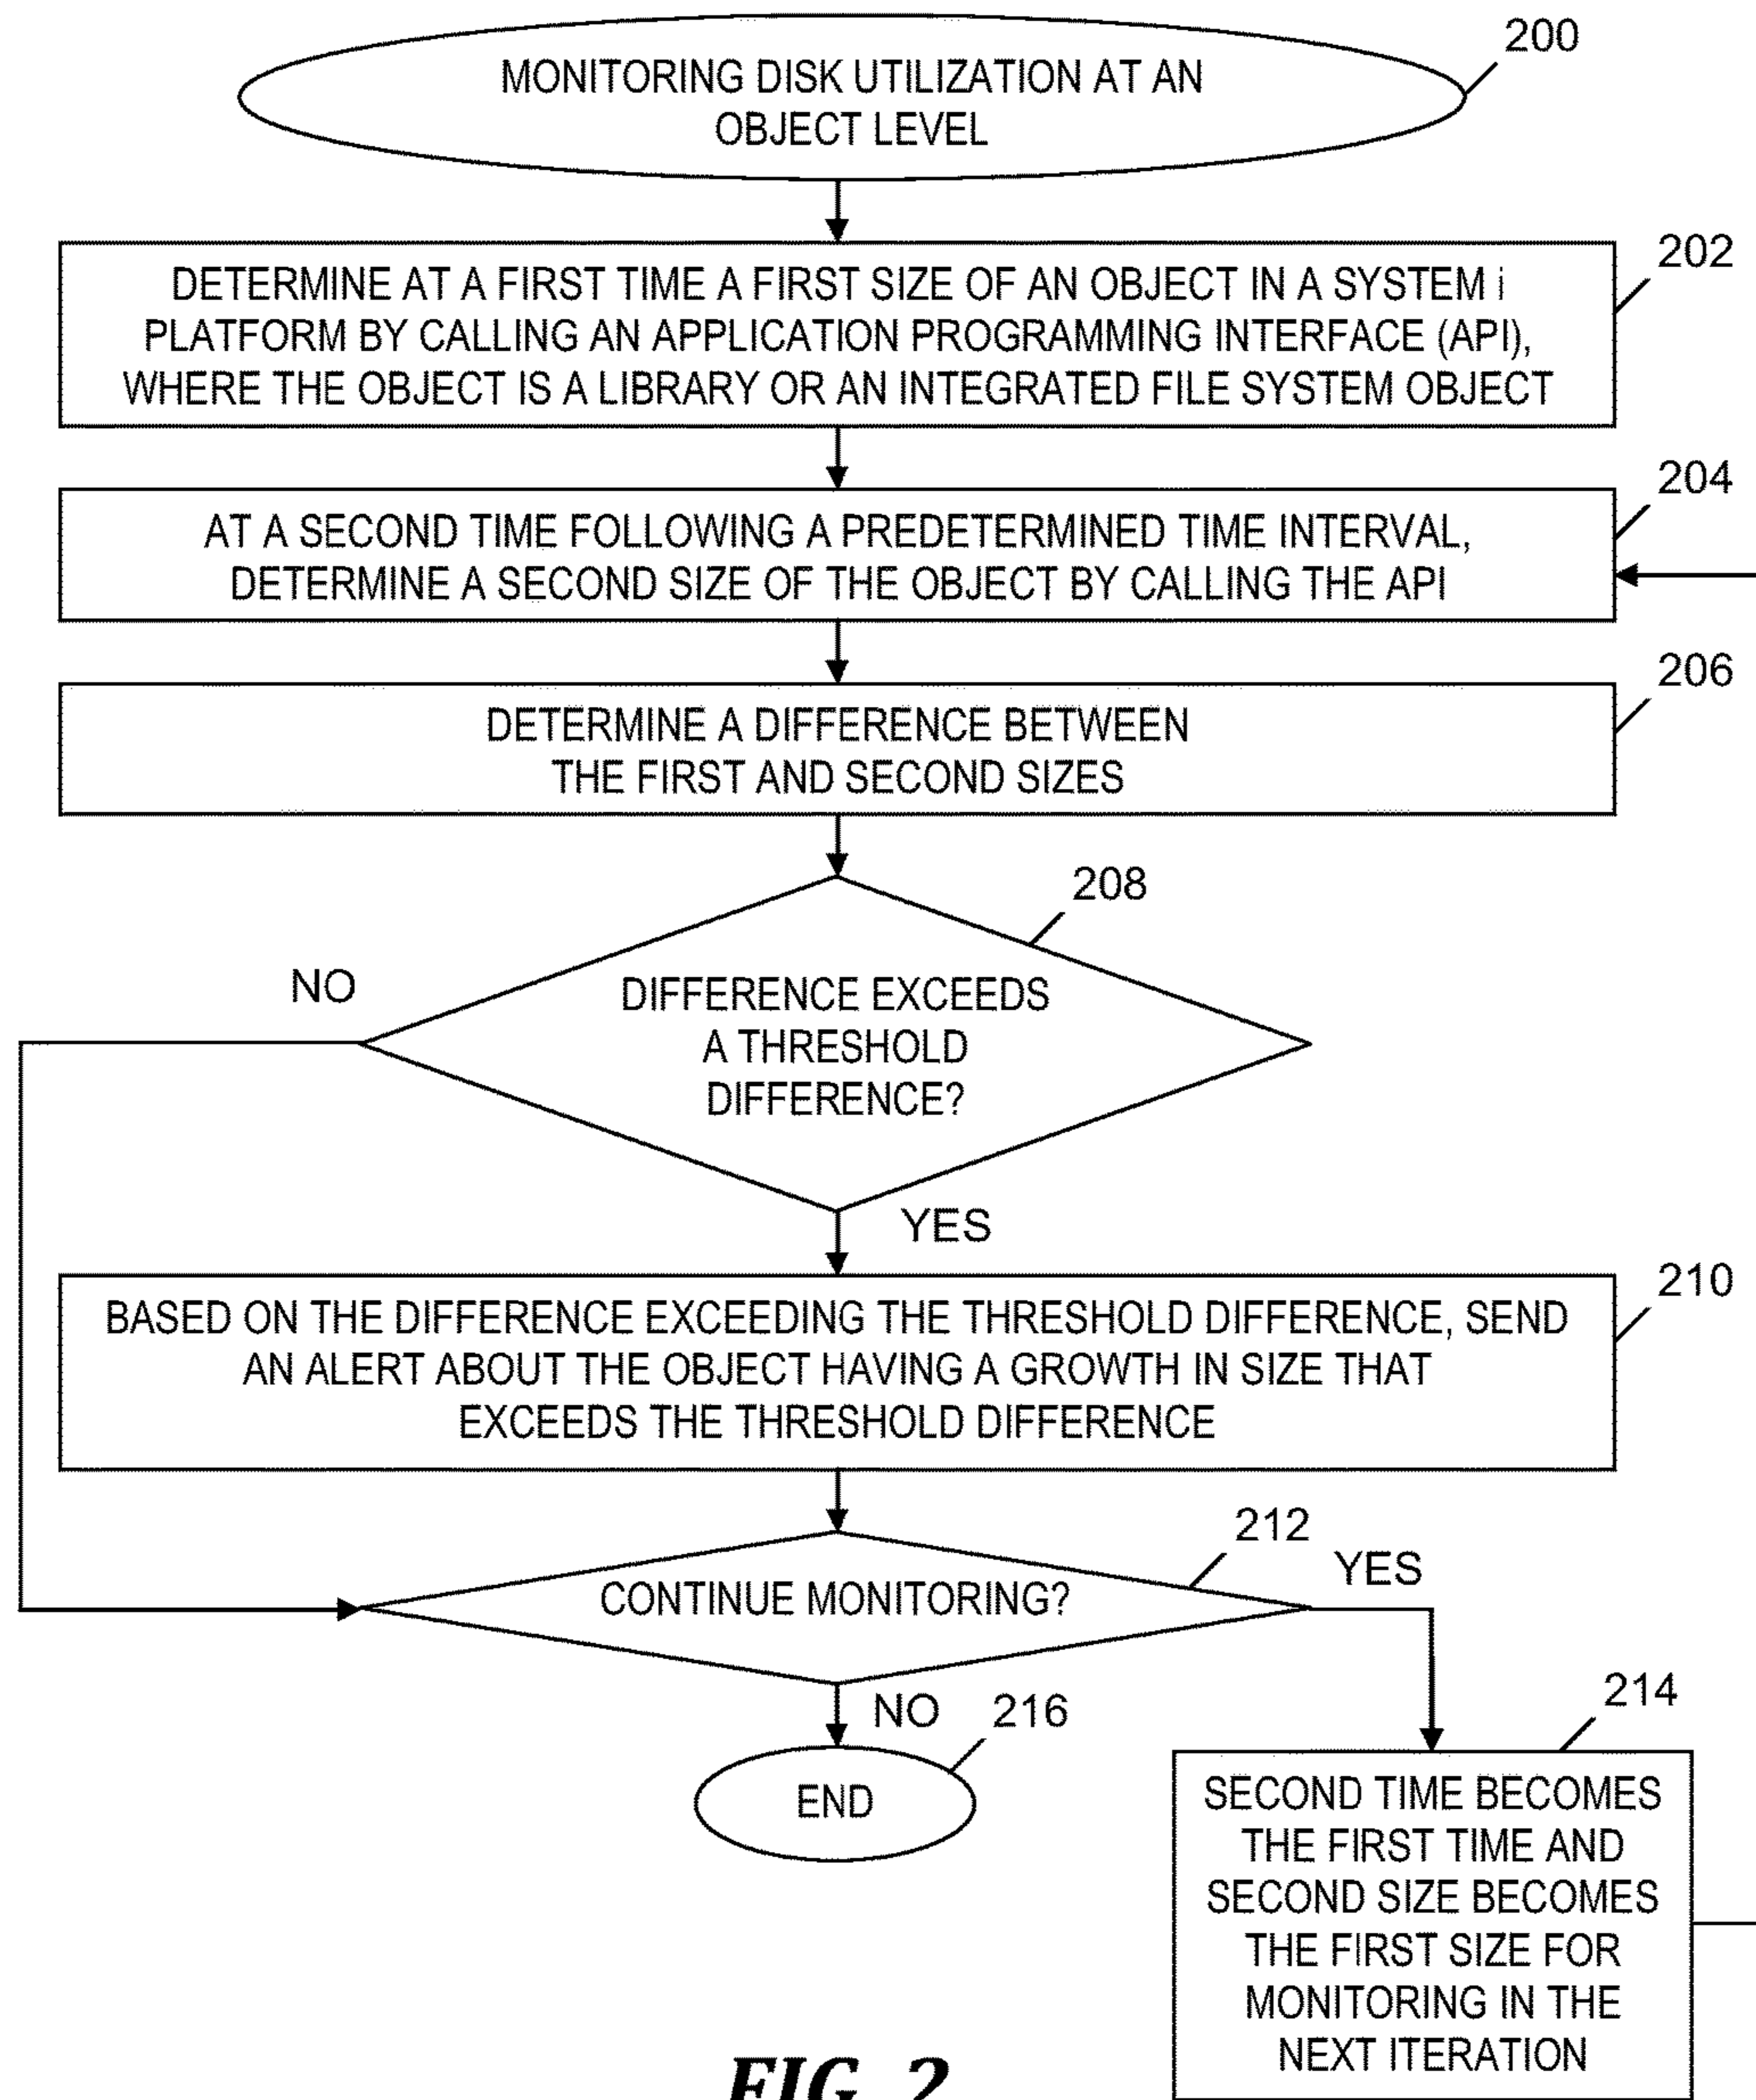 200
MONITORING DISK UTILIZATION AT AN
OBJECT LEVEL
202
DETERMINE AT A FIRST TIME A FIRST SIZE OF AN OBJECT IN A SYSTEM i
PLATFORM BY CALLING AN APPLICATION PROGRAMMING INTERFACE (API),
WHERE THE OBJECT IS A LIBRARY OR AN INTEGRATED FILE SYSTEM OBJECT
204
AT A SECOND TIME FOLLOWING A PREDETERMINED TIME INTERVAL,
DETERMINE A SECOND SIZE OF THE OBJECT BY CALLING THE API
206
DETERMINE A DIFFERENCE BETWEEN
THE FIRST AND SECOND SIZES
208
NO
DIFFERENCE EXCEEDS
A THRESHOLD
DIFFERENCE?
YES
210
BASED ON THE DIFFERENCE EXCEEDING THE THRESHOLD DIFFERENCE, SEND
AN ALERT ABOUT THE OBJECT HAVING A GROWTH IN SIZE THAT
EXCEEDS THE THRESHOLD DIFFERENCE
212
YES
CONTINUE MONITORING?
NO
216
END
214
SECOND TIME BECOMES
THE FIRST TIME AND
SECOND SIZE BECOMES
THE FIRST SIZE FOR
MONITORING IN THE
NEXT ITERATION
FIG. 2